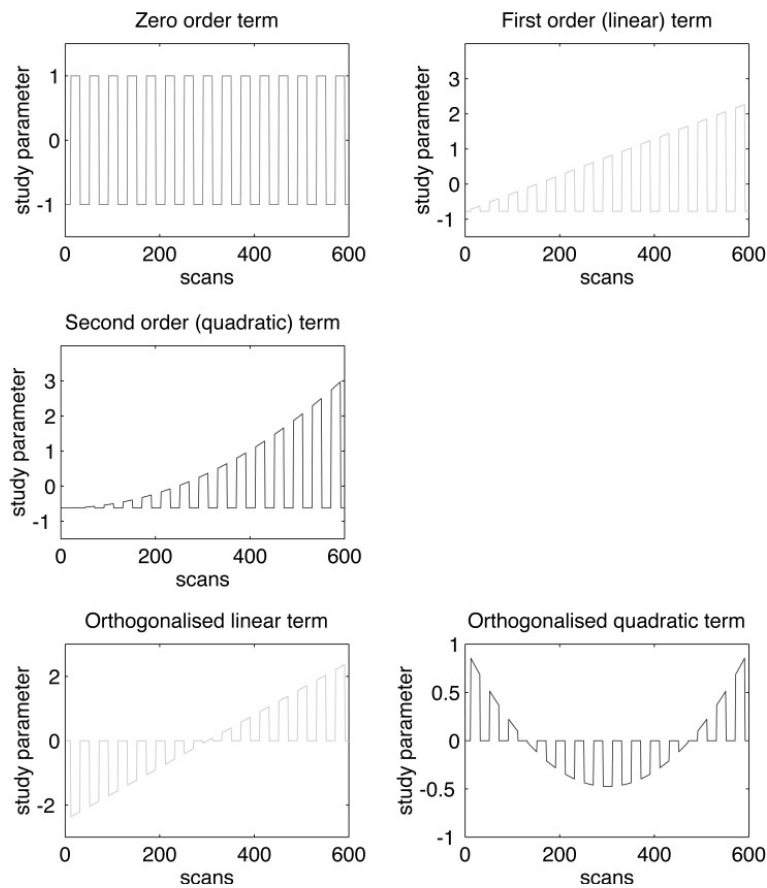 Zero order term
study parameter
1
0
-1
0
200
400
600
scans
First order (linear) term
study parameter
3
2
1
0
-1
0
200
400
600
scans
Second order (quadratic) term
study parameter
3
2
1
0
-1
0
200
400
600
scans
Orthogonalised linear term
study parameter
2
0
-2
0
200
400
600
scans
Orthogonalised quadratic term
study parameter
1
0.5
0
-0.5
-1
0
200
400
600
scans